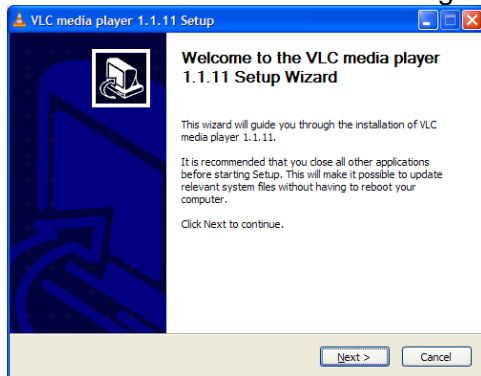 VLC media player 1.1.11 Setup
Welcome to the VLC media player
1.1.11 Setup Wizard
This wizard will guide you through the installation of VLC
media player 1.1.11.
It is recommended that you close all other applications
before starting Setup. This will make it possible to update
relevant system files without having to reboot your
computer.
Click Next to continue.
Next >
Cancel